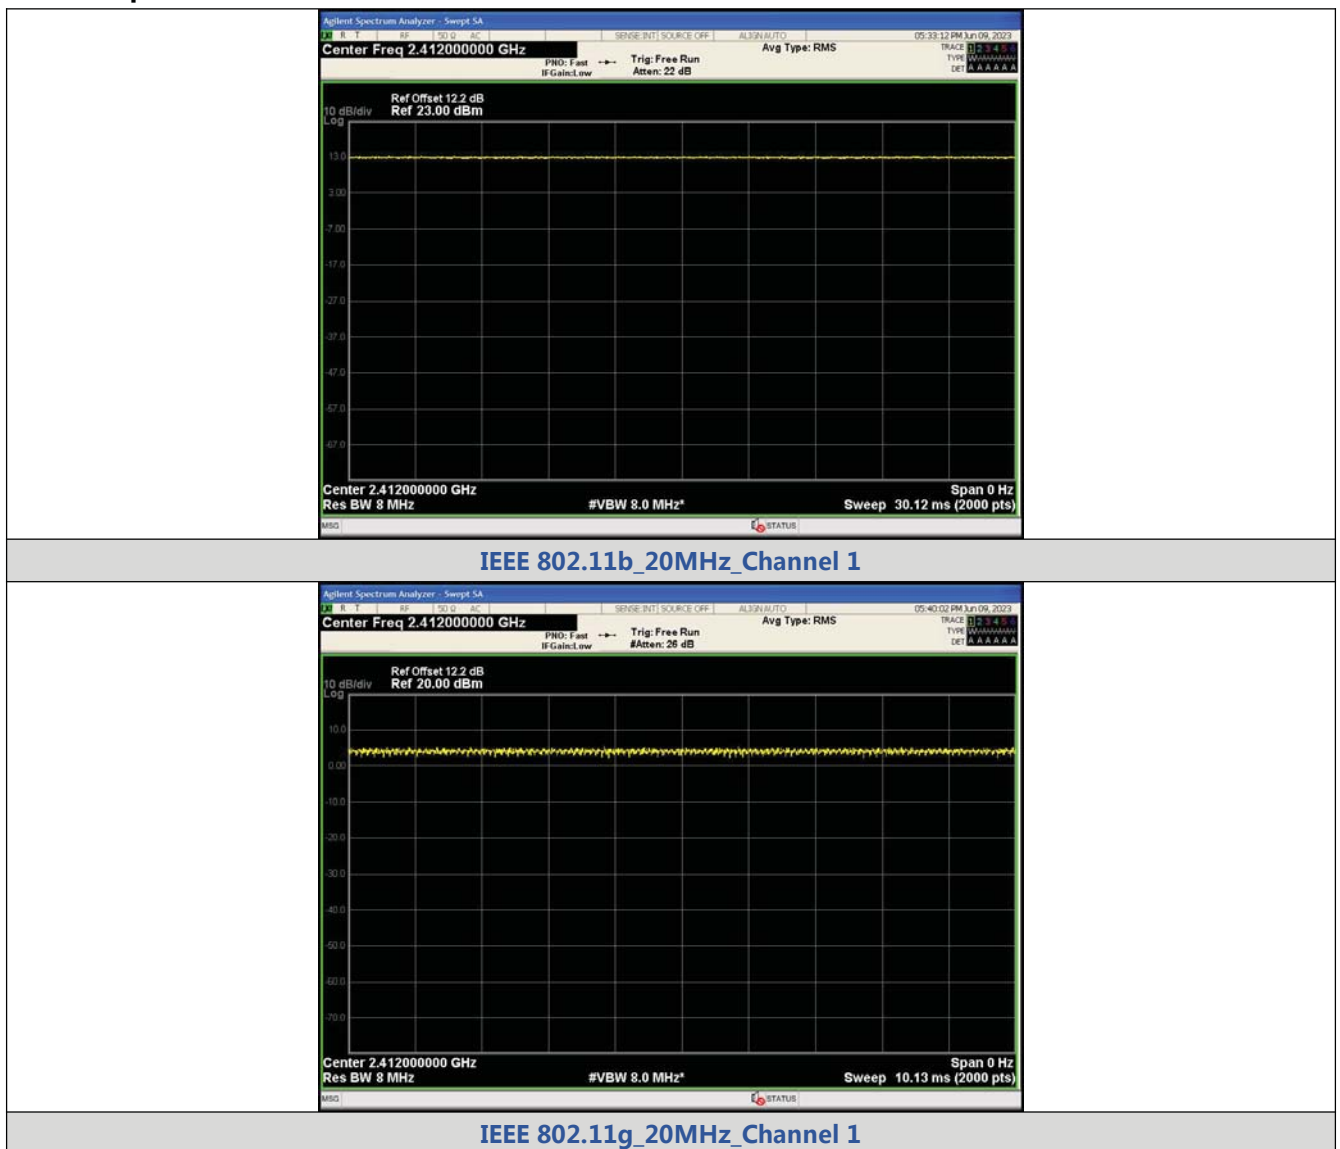 Agilent Spectrum Analyzer - Swept SA
R T RF 50 Ω AC SENSE:INT SOURCE OFF ALIGN AUTO 05:33:12 PM Jun 09, 2023
Center Freq 2.412000000 GHz Avg Type: RMS TRACE 1 2 3 4 5 6
PNO: Fast Trig: Free Run TYPE
IFGain:Low Atten: 22 dB DET A A A A A A
Ref Offset 12.2 dB
10 dB/div Ref 23.00 dBm
Log
13.0
3.00
-7.00
-17.0
-27.0
-37.0
-47.0
-57.0
-67.0
Center 2.412000000 GHz Span 0 Hz
Res BW 8 MHz #VBW 8.0 MHz* Sweep 30.12 ms (2000 pts)
MSG STATUS
IEEE 802.11b_20MHz_Channel 1
Agilent Spectrum Analyzer - Swept SA
R T RF 50 Ω AC SENSE:INT SOURCE OFF ALIGN AUTO 05:40:02 PM Jun 09, 2023
Center Freq 2.412000000 GHz Avg Type: RMS TRACE 1 2 3 4 5 6
PNO: Fast Trig: Free Run TYPE
IFGain:Low #Atten: 26 dB DET A A A A A A
Ref Offset 12.2 dB
10 dB/div Ref 20.00 dBm
Log
10.0
0.00
-10.0
-20.0
-30.0
-40.0
-50.0
-60.0
-70.0
Center 2.412000000 GHz Span 0 Hz
Res BW 8 MHz #VBW 8.0 MHz* Sweep 10.13 ms (2000 pts)
MSG STATUS
IEEE 802.11g_20MHz_Channel 1